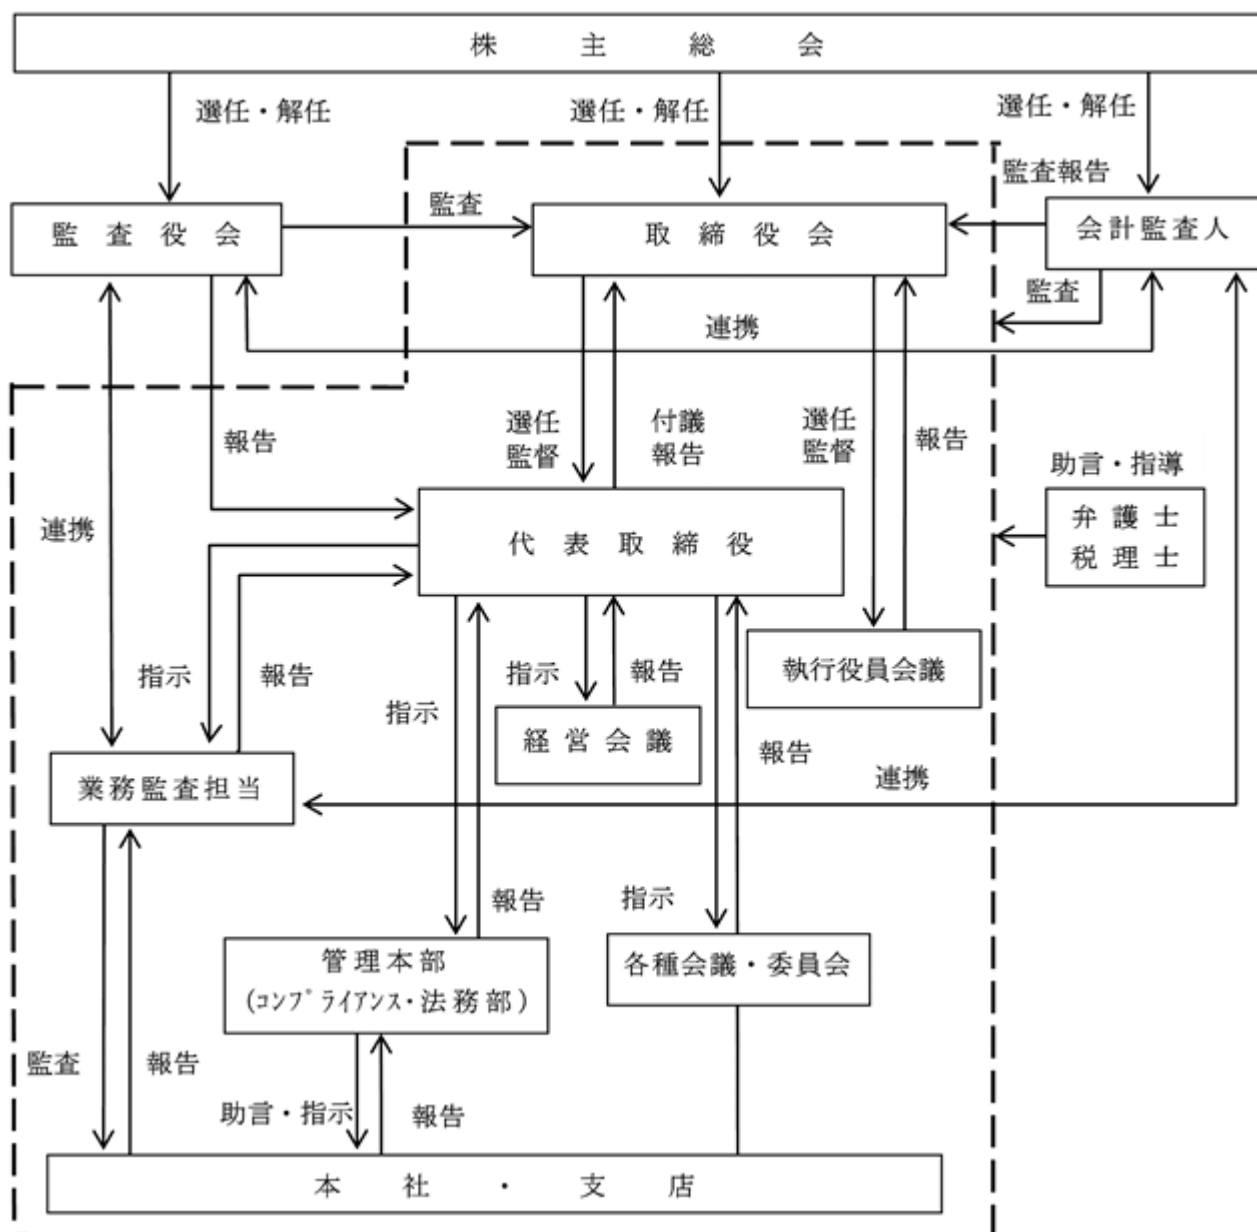 株主総会
選任・解任
選任・解任
選任・解任
監査報告
監査役会
監査
取締役会
会計監査人
監査
連携
報告
選任
監督
付議
報告
選任
監督
報告
助言・指導
弁護士
税理士
連携
代表取締役
指示
報告
指示
指示
報告
執行役員会議
経営会議
報告
業務監査担当
連携
報告
指示
管理本部
(コンプライアンス・法務部)
各種会議・委員会
監査
報告
助言・指示
報告
本社・支店